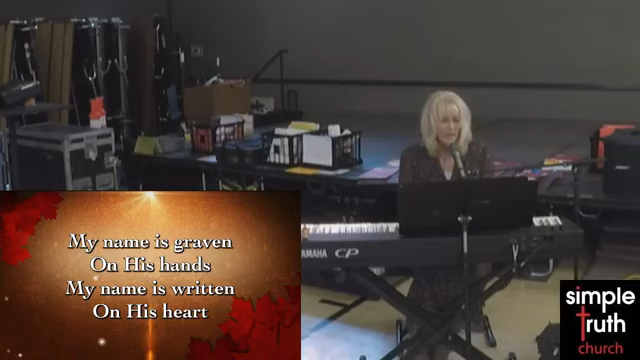 My name is graven
On His hands
My name is written
On His heart
YAMAHA CP
simple
truth
church